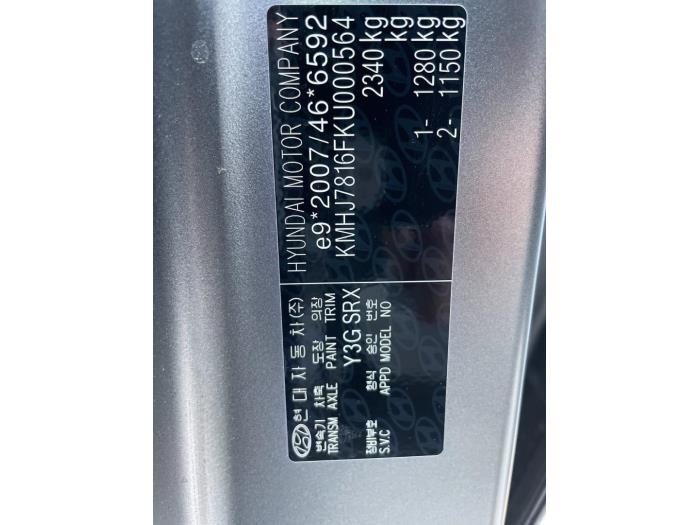 HYUNDAI MOTOR COMPANY
e9*2007/46*6592
KMHJ7816FKU000564
2340 kg
1- 1280 kg
2- 1150 kg
현대자동차(주)
변속기 차축 도장 의장
TRANSM AXLE PAINT TRIM
Y3G SRX
형식 승인 번호
APPD MODEL NO
정비부호
S.V.C